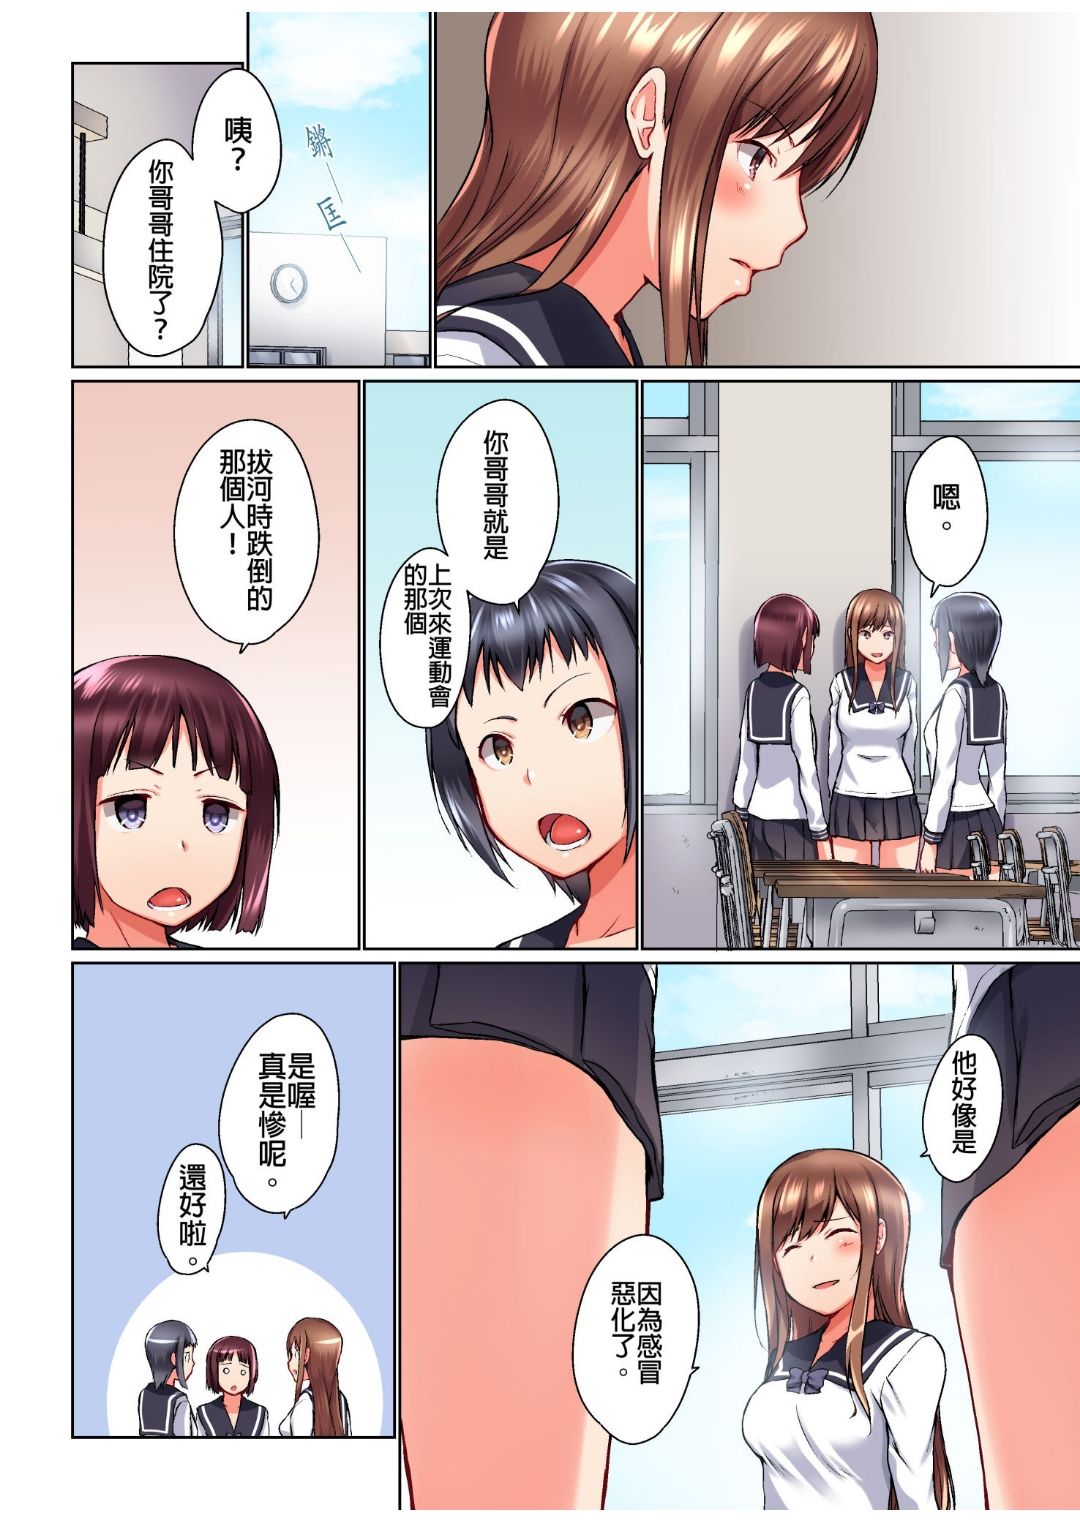 鏘—
匡—
咦？
你哥哥住院了？
嗯。
你哥哥就是
上次來運動會
的那個
拔河時跌倒的
那個人！
他好像是
因為感冒
惡化了。
是喔—
真是慘呢。
還好啦。